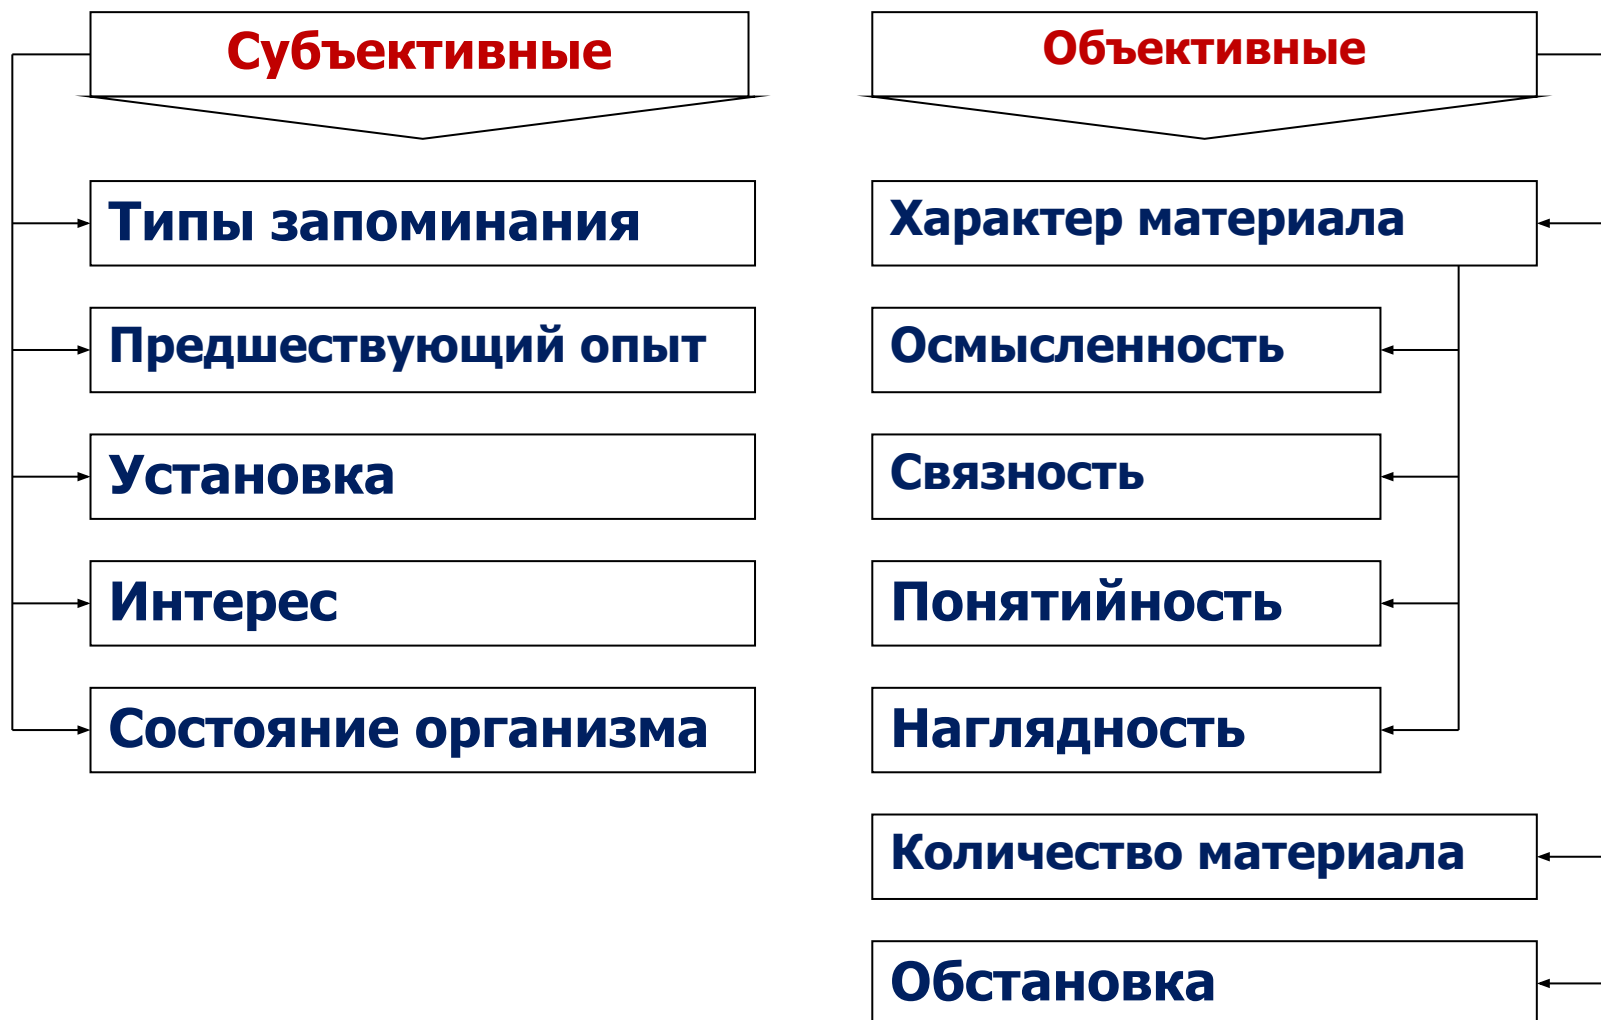 Субъективные
Типы запоминания
Предшествующий опыт
Установка
Интерес
Состояние организма
Объективные
Характер материала
Осмысленность
Связность
Понятийность
Наглядность
Количество материала
Обстановка